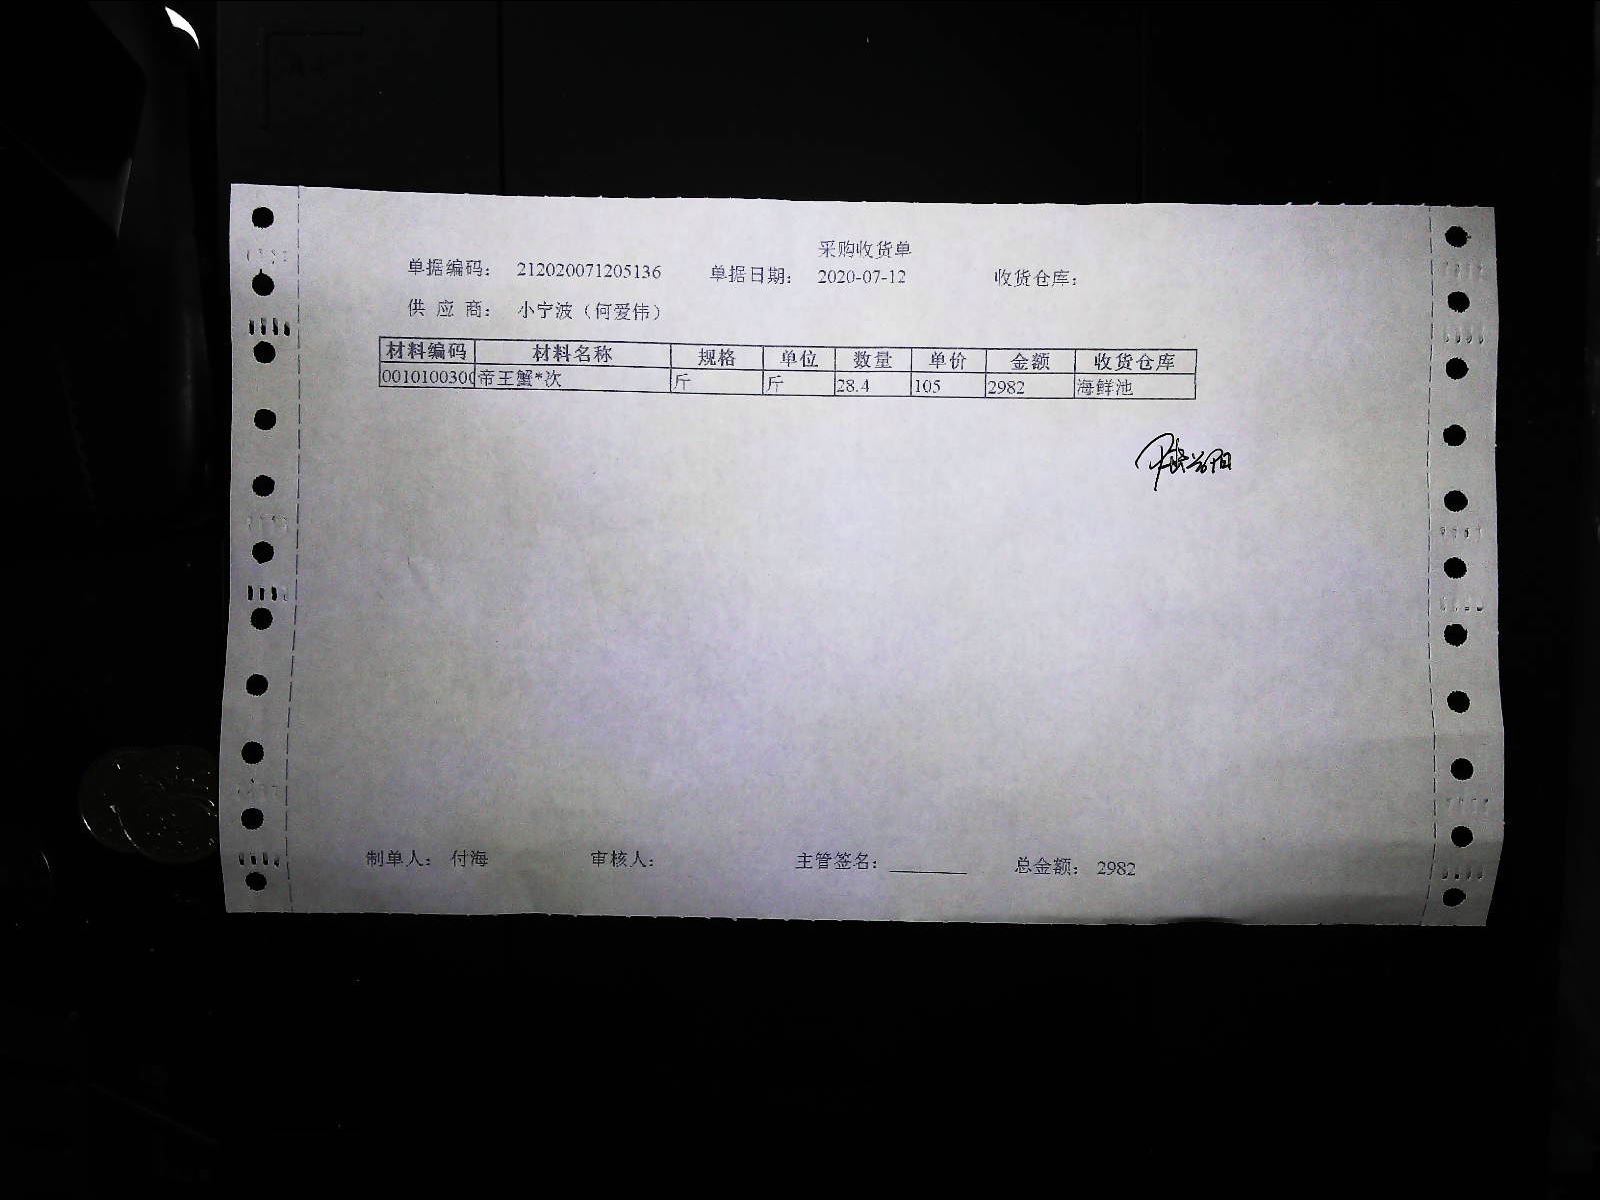 采购收货单
单据编码： 212020071205136 单据日期： 2020-07-12 收货仓库：
供 应 商： 小宁波（何爱伟）
材料编码 材料名称 规格 单位 数量 单价 金额 收货仓库
0010100300 帝王蟹*次 斤 斤 28.4 105 2982 海鲜池
制单人： 付海 审核人： 主管签名： 总金额： 2982